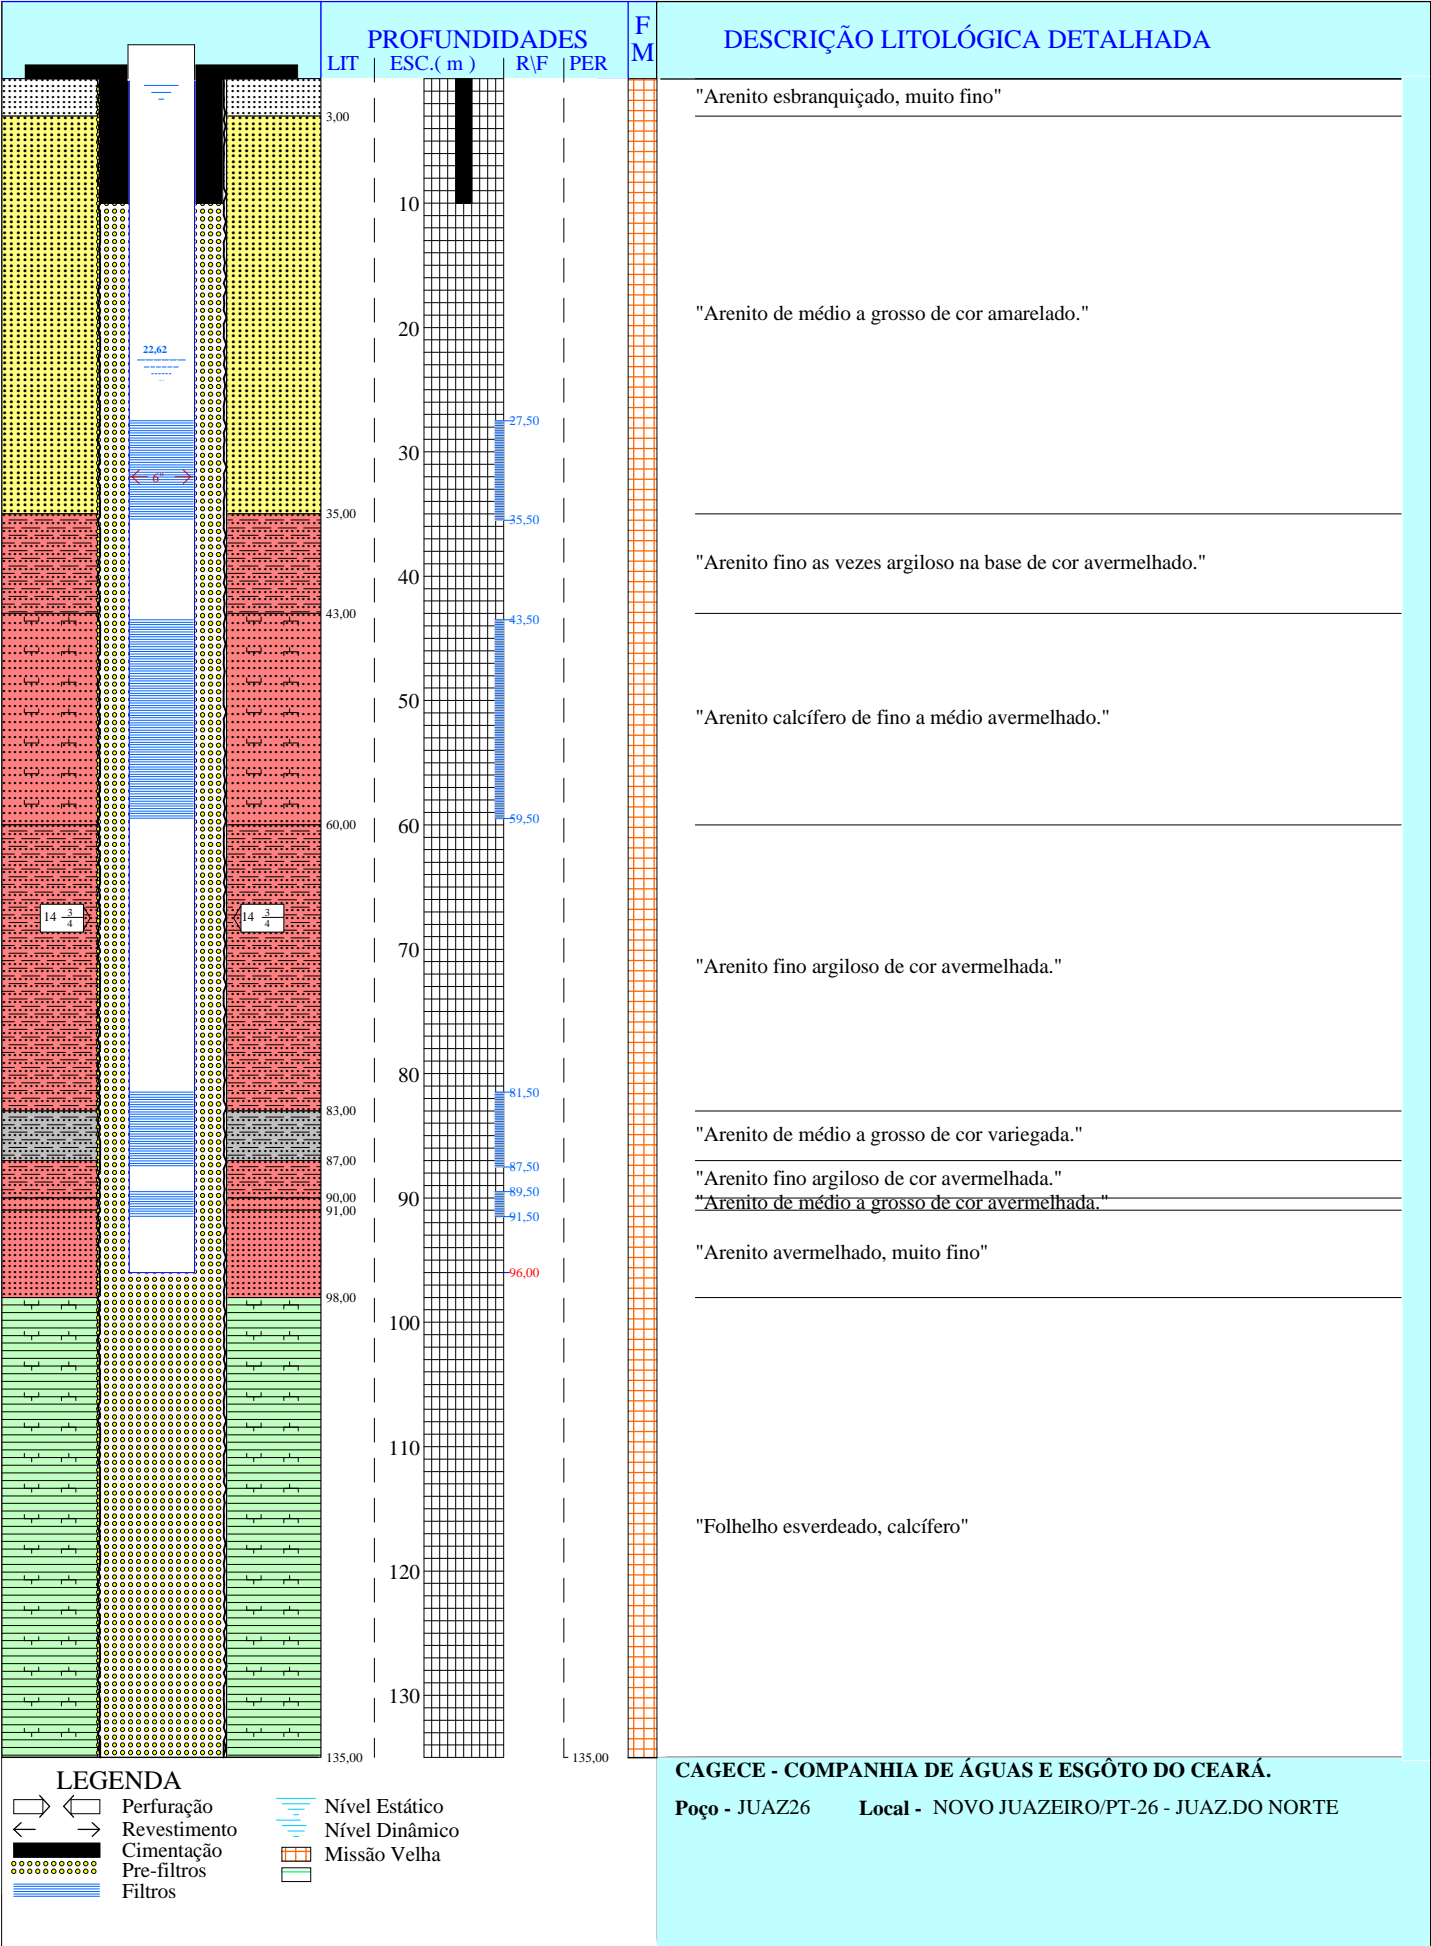 PROFUNDIDADES
LIT ESC.( m ) R\F PER
F
M
DESCRIÇÃO LITOLÓGICA DETALHADA
"Arenito esbranquiçado, muito fino"
3,00
10
"Arenito de médio a grosso de cor amarelado."
20
22,62
27,50
30
6"
35,00
35,50
"Arenito fino as vezes argiloso na base de cor avermelhado."
40
43,00
43,50
50
"Arenito calcífero de fino a médio avermelhado."
59,50
60,00
60
14 3/4
14 3/4
70
"Arenito fino argiloso de cor avermelhada."
80
81,50
83,00
"Arenito de médio a grosso de cor variegada."
87,00
87,50
"Arenito fino argiloso de cor avermelhada."
89,50
90,00
90
"Arenito de médio a grosso de cor avermelhada."
91,00
91,50
"Arenito avermelhado, muito fino"
96,00
98,00
100
110
"Folhelho esverdeado, calcífero"
120
130
135,00
135,00
LEGENDA
Perfuração
Revestimento
Cimentação
Pre-filtros
Filtros
Nível Estático
Nível Dinâmico
Missão Velha
CAGECE - COMPANHIA DE ÁGUAS E ESGÔTO DO CEARÁ.
Poço - JUAZ26 Local - NOVO JUAZEIRO/PT-26 - JUAZ.DO NORTE